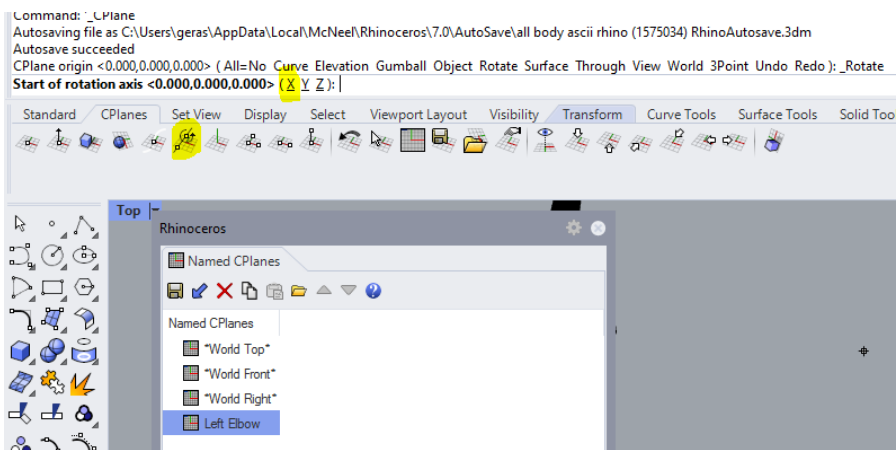 Command: '_CPlane
Autosaving file as C:\Users\geras\AppData\Local\McNeel\Rhinoceros\7.0\AutoSave\all body ascii rhino (1575034) RhinoAutosave.3dm
Autosave succeeded
CPlane origin <0.000,0.000,0.000> ( All=No Curve Elevation Gumball Object Rotate Surface Through View World 3Point Undo Redo ): _Rotate
Start of rotation axis <0.000,0.000,0.000> ( X Y Z ):
Standard CPlanes Set View Display Select Viewport Layout Visibility Transform Curve Tools Surface Tools Solid Too
Top
Rhinoceros
Named CPlanes
Named CPlanes
*World Top*
*World Front*
*World Right*
Left Elbow